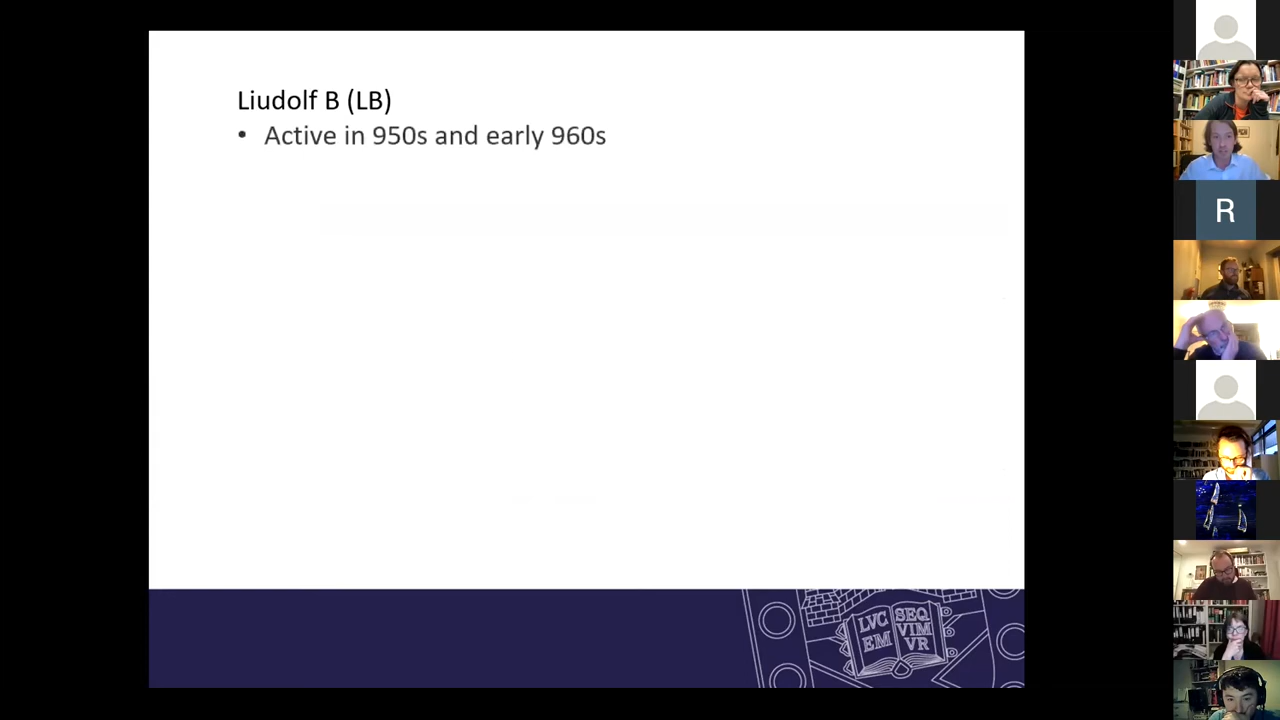 Liudolf B (LB)
• Active in 950s and early 960s
R
LVC
EM
SEQ
VIM
VR